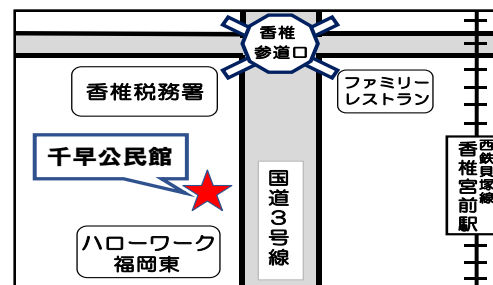 香椎
参道口
香椎税務署
ファミリー
レストラン
千早公民館
国道3号線
西鉄貝塚線
香椎宮前駅
ハローワーク
福岡東